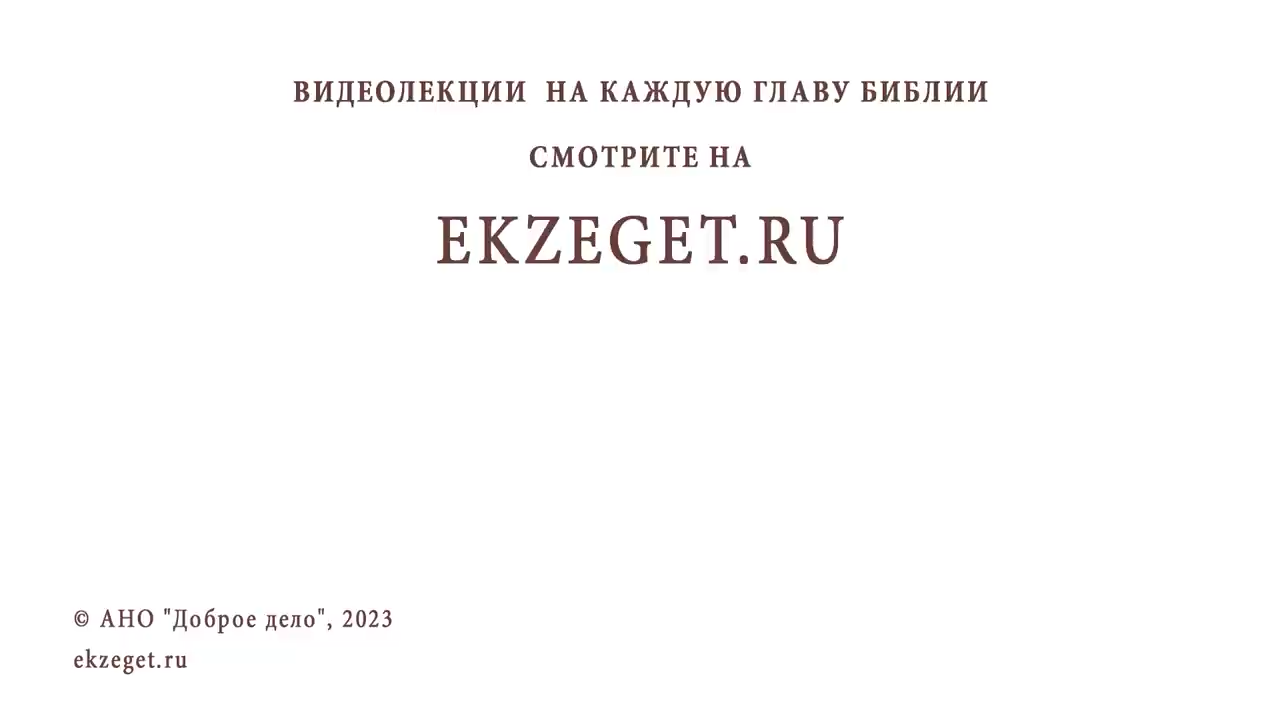 ВИДЕОЛЕКЦИИ НА КАЖДУЮ ГЛАВУ БИБЛИИ
СМОТРИТЕ НА
EKZEGET.RU
© АНО "Доброе дело", 2023
ekzeget.ru